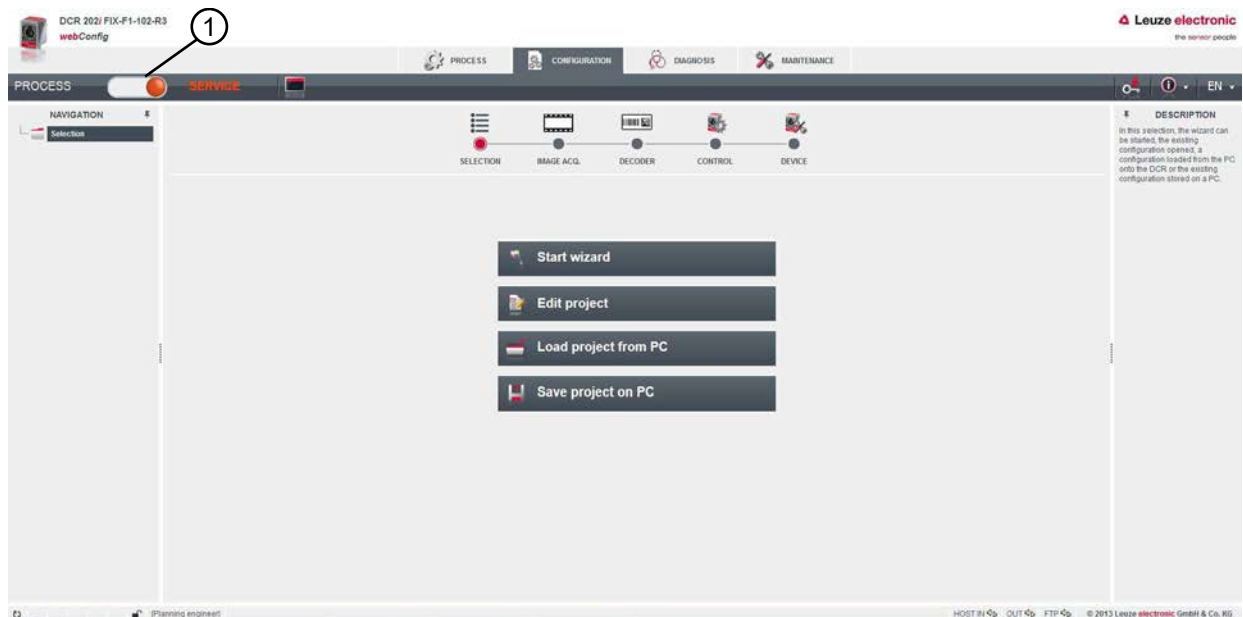 DCR 202i FIX-F1-102-R3
webConfig
1
Leuze electronic
the sensor people
PROCESS
CONFIGURATION
DIAGNOSIS
MAINTENANCE
PROCESS
SERVICE
EN
NAVIGATION
Selection
SELECTION
IMAGE ACQ.
DECODER
CONTROL
DEVICE
DESCRIPTION
In this selection, the wizard can
be started, the existing
configuration opened, a
configuration loaded from the PC
onto the DCR or the existing
configuration stored on a PC.
Start wizard
Edit project
Load project from PC
Save project on PC
(Planning engineer)
HOST IN OUT FTP © 2013 Leuze electronic GmbH & Co. KG